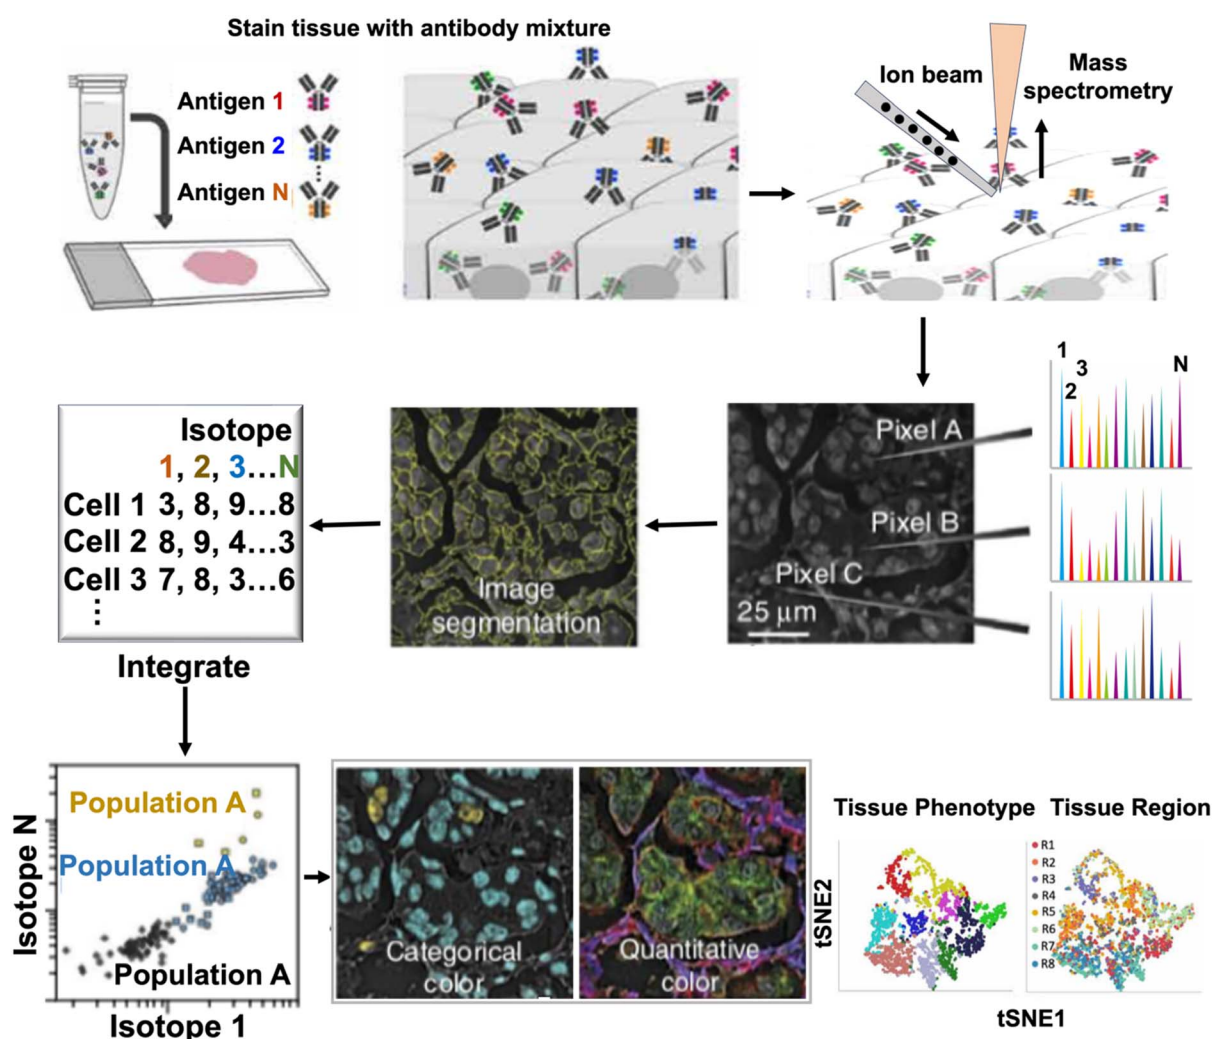 Stain tissue with antibody mixture
Antigen 1
Antigen 2
Antigen N
Ion beam
Mass
spectrometry
1
3
2
N
Pixel A
Pixel B
Pixel C
25 µm
Image
segmentation
Isotope
1, 2, 3...N
Cell 1 3, 8, 9...8
Cell 2 8, 9, 4...3
Cell 3 7, 8, 3...6
Integrate
Isotope N
Population A
Population A
Population A
Isotope 1
Categorical
color
Quantitative
color
Tissue Phenotype
Tissue Region
R1
R2
R3
R4
R5
R6
R7
R8
tSNE2
tSNE1